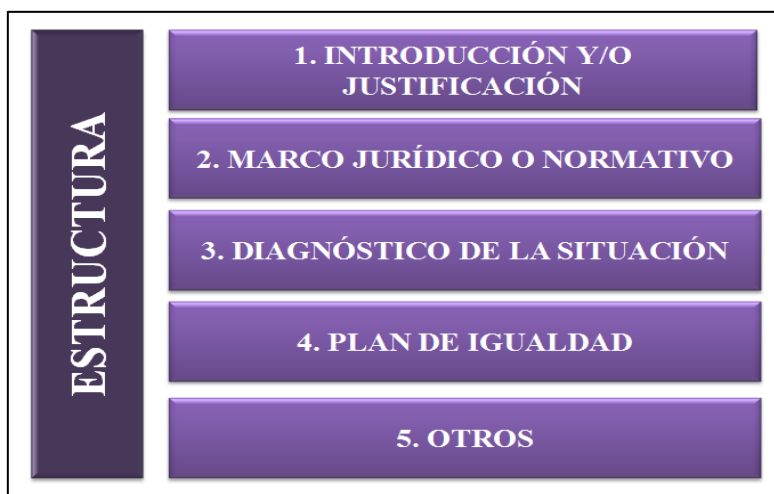 ESTRUCTURA
1. INTRODUCCIÓN Y/O
JUSTIFICACIÓN
2. MARCO JURÍDICO O NORMATIVO
3. DIAGNÓSTICO DE LA SITUACIÓN
4. PLAN DE IGUALDAD
5. OTROS